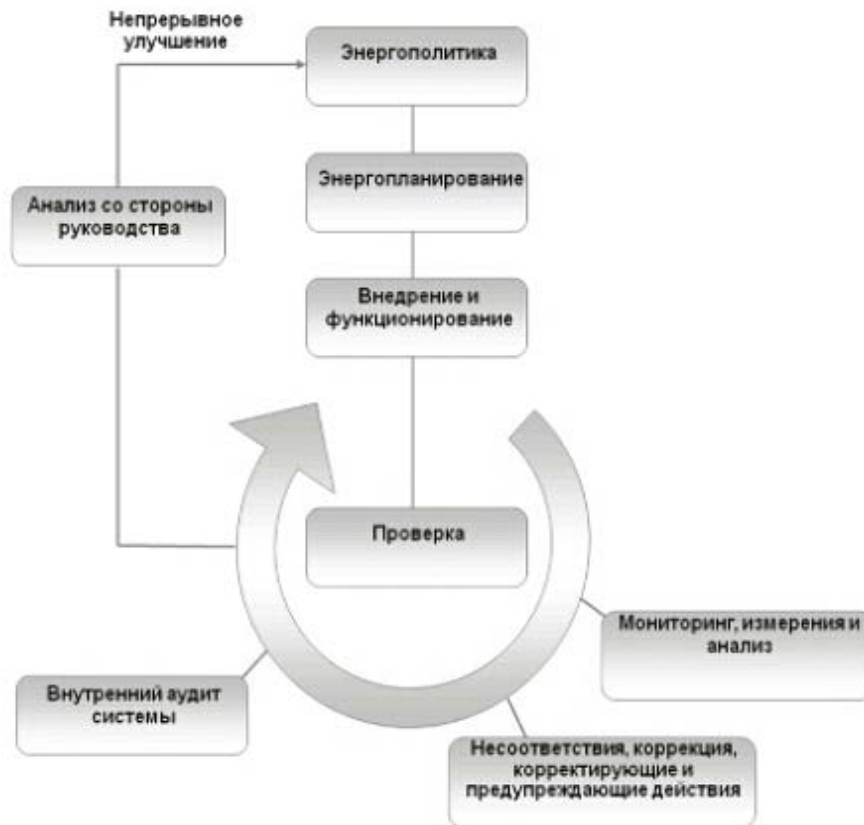 Непрерывное
улучшение
Энергополитика
Энергопланирование
Анализ со стороны
руководства
Внедрение и
функционирование
Проверка
Мониторинг, измерения и
анализ
Внутренний аудит
системы
Несоответствия, коррекция,
корректирующие и
предупреждающие действия